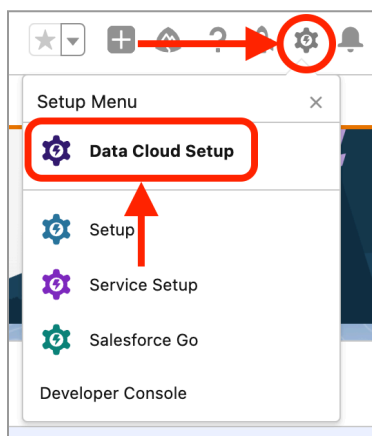 Setup Menu
Data Cloud Setup
Setup
Service Setup
Salesforce Go
Developer Console